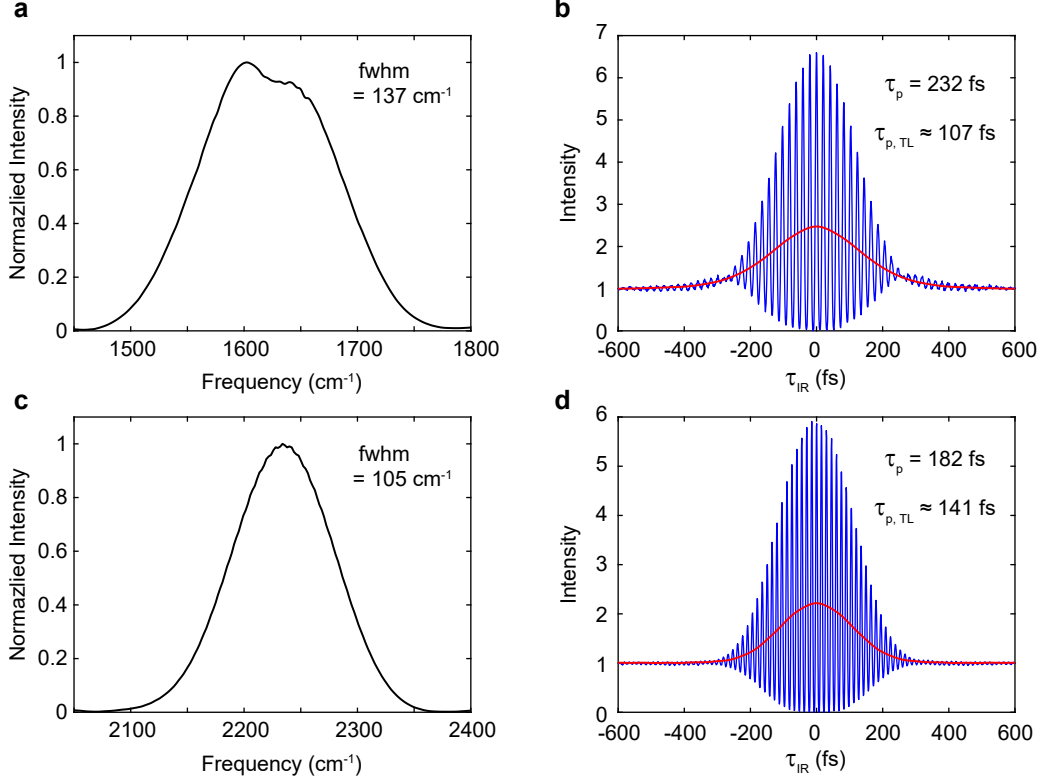 a
Normazlied Intensity
1
0.8
0.6
0.4
0.2
0
1500
1600
1700
1800
Frequency (cm⁻¹)
fwhm
= 137 cm⁻¹
b
Intensity
7
6
5
4
3
2
1
0
-600
-400
-200
0
200
400
600
τIR (fs)
τp = 232 fs
τp, TL ≈ 107 fs
c
Normazlied Intensity
1
0.8
0.6
0.4
0.2
0
2100
2200
2300
2400
Frequency (cm⁻¹)
fwhm
= 105 cm⁻¹
d
Intensity
6
5
4
3
2
1
0
-600
-400
-200
0
200
400
600
τIR (fs)
τp = 182 fs
τp, TL ≈ 141 fs